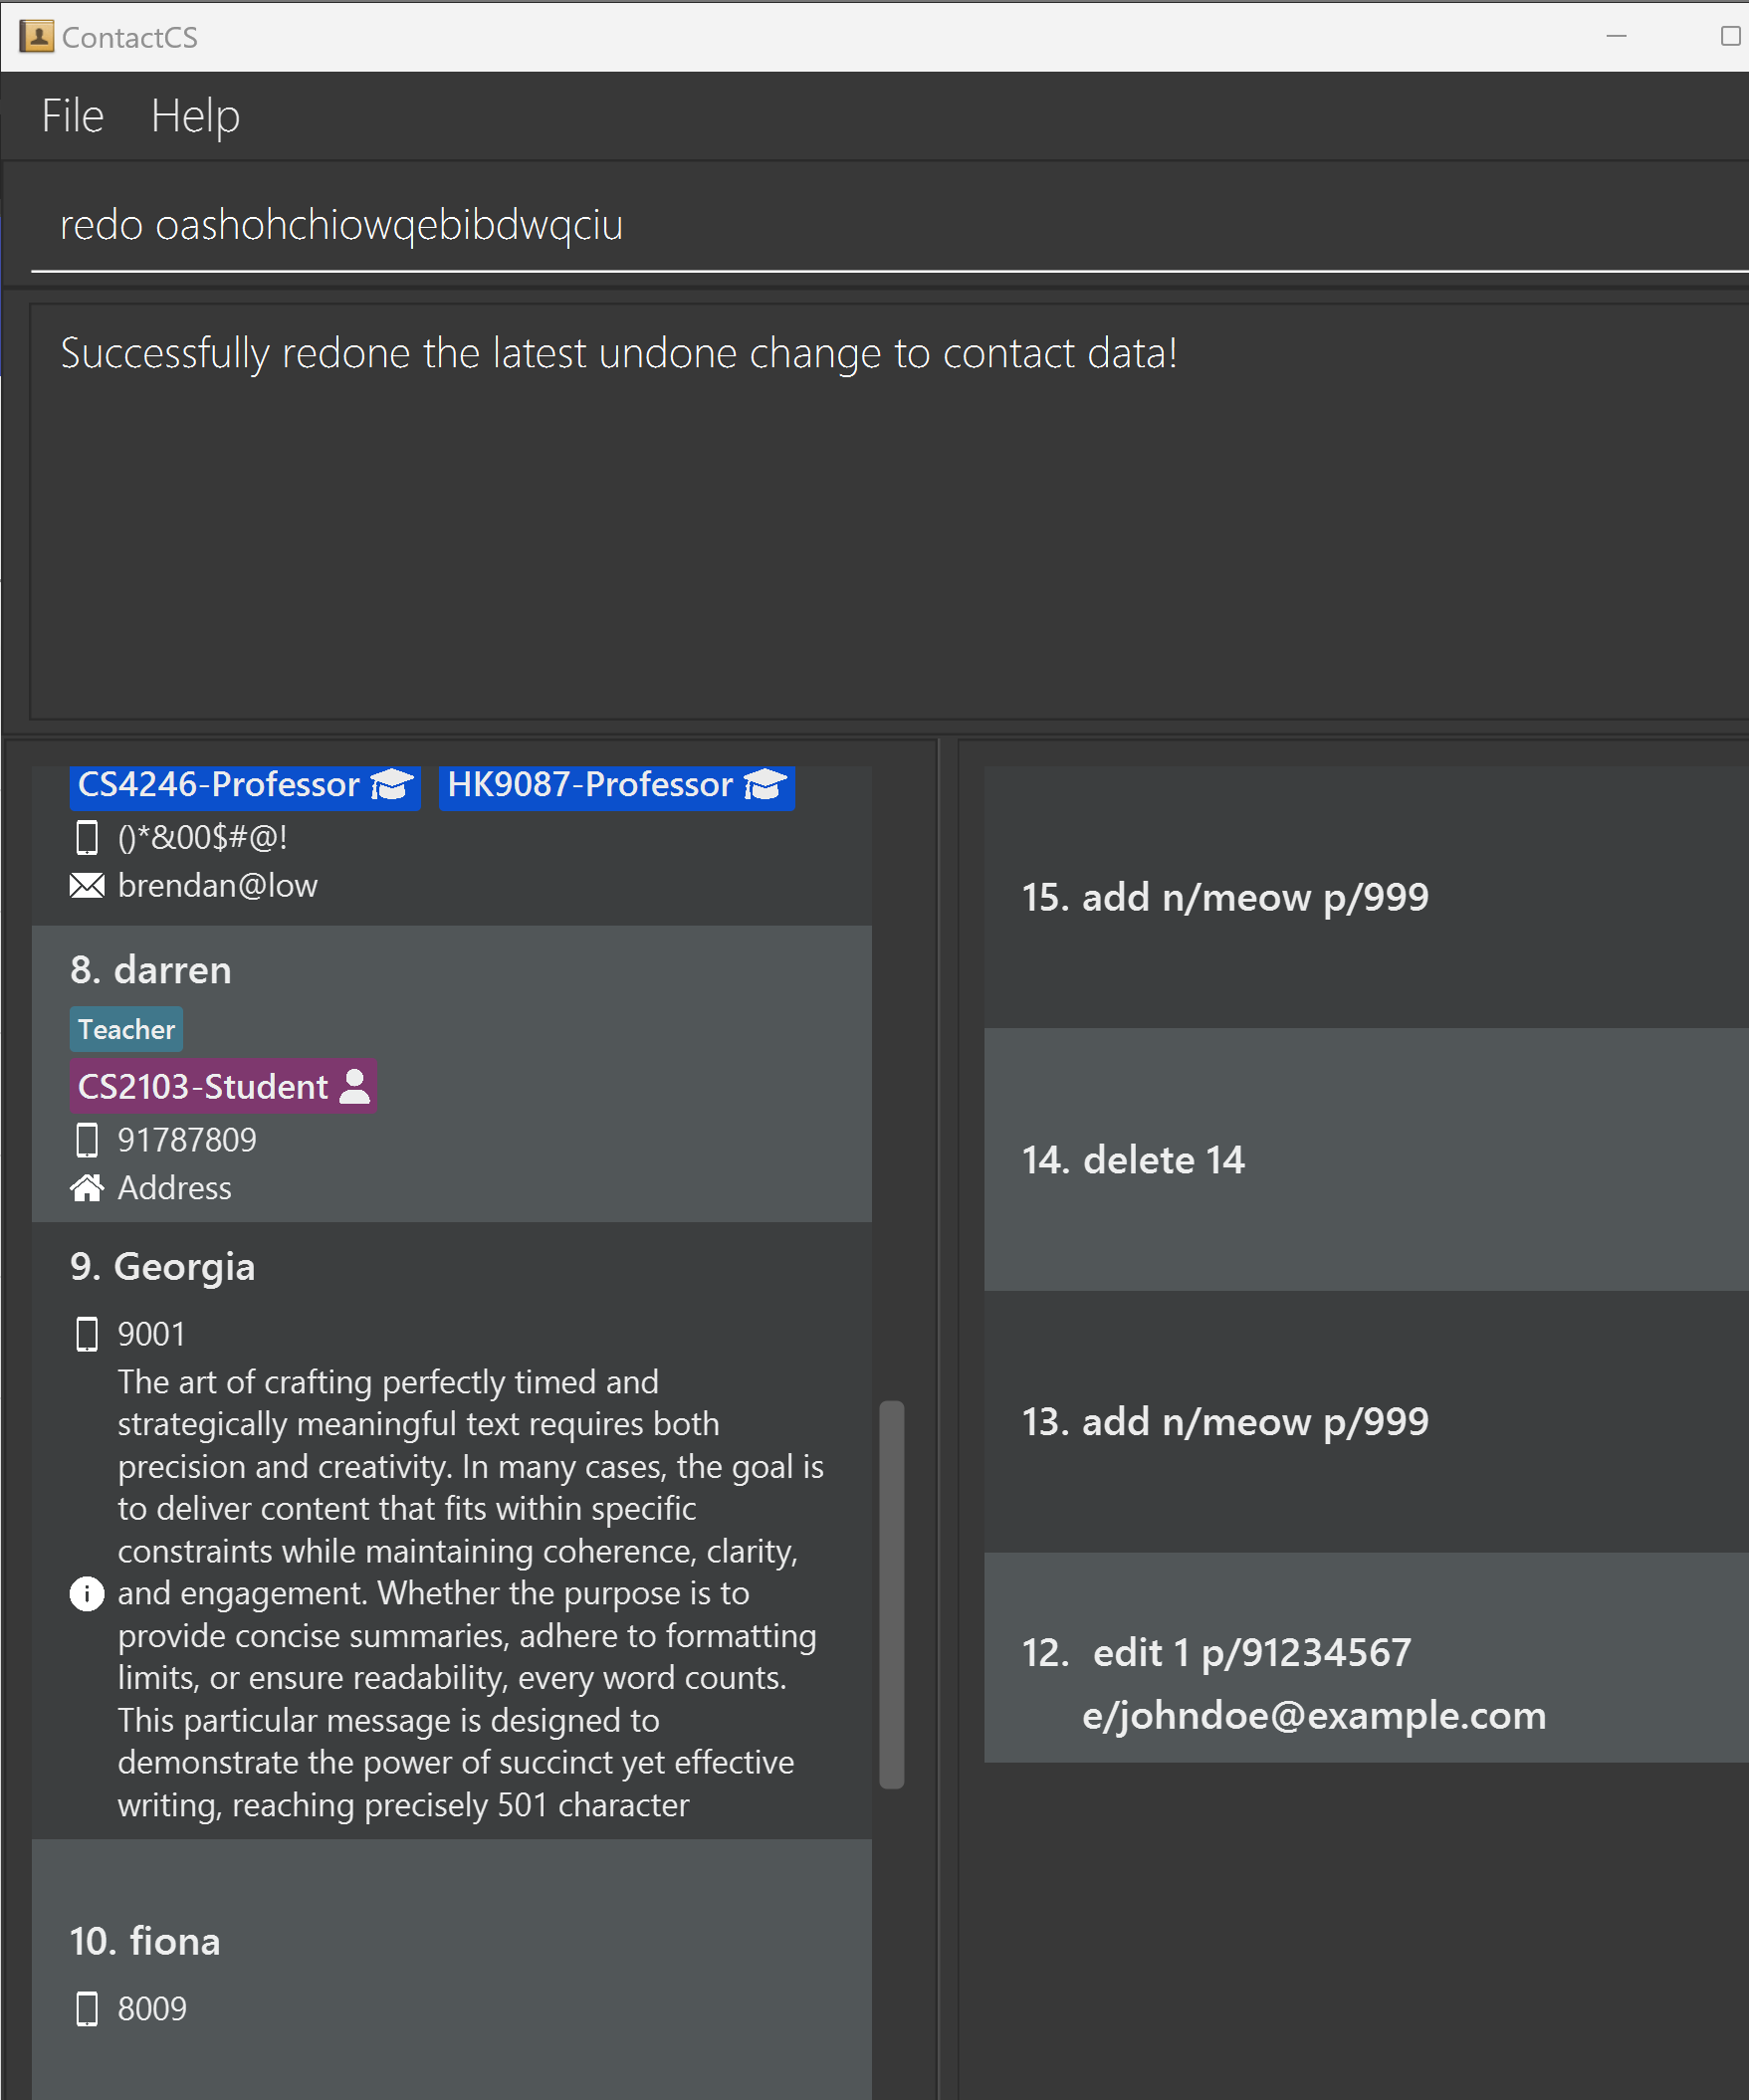 ContactCS
File Help
redo oashohchiowqebibdwqciu
Successfully redone the latest undone change to contact data!
CS4246-Professor HK9087-Professor
()*&00$#@!
brendan@low
8. darren
Teacher
CS2103-Student
91787809
Address
9. Georgia
9001
The art of crafting perfectly timed and
strategically meaningful text requires both
precision and creativity. In many cases, the goal is
to deliver content that fits within specific
constraints while maintaining coherence, clarity,
and engagement. Whether the purpose is to
provide concise summaries, adhere to formatting
limits, or ensure readability, every word counts.
This particular message is designed to
demonstrate the power of succinct yet effective
writing, reaching precisely 501 character
10. fiona
8009
15. add n/meow p/999
14. delete 14
13. add n/meow p/999
12. edit 1 p/91234567
e/johndoe@example.com